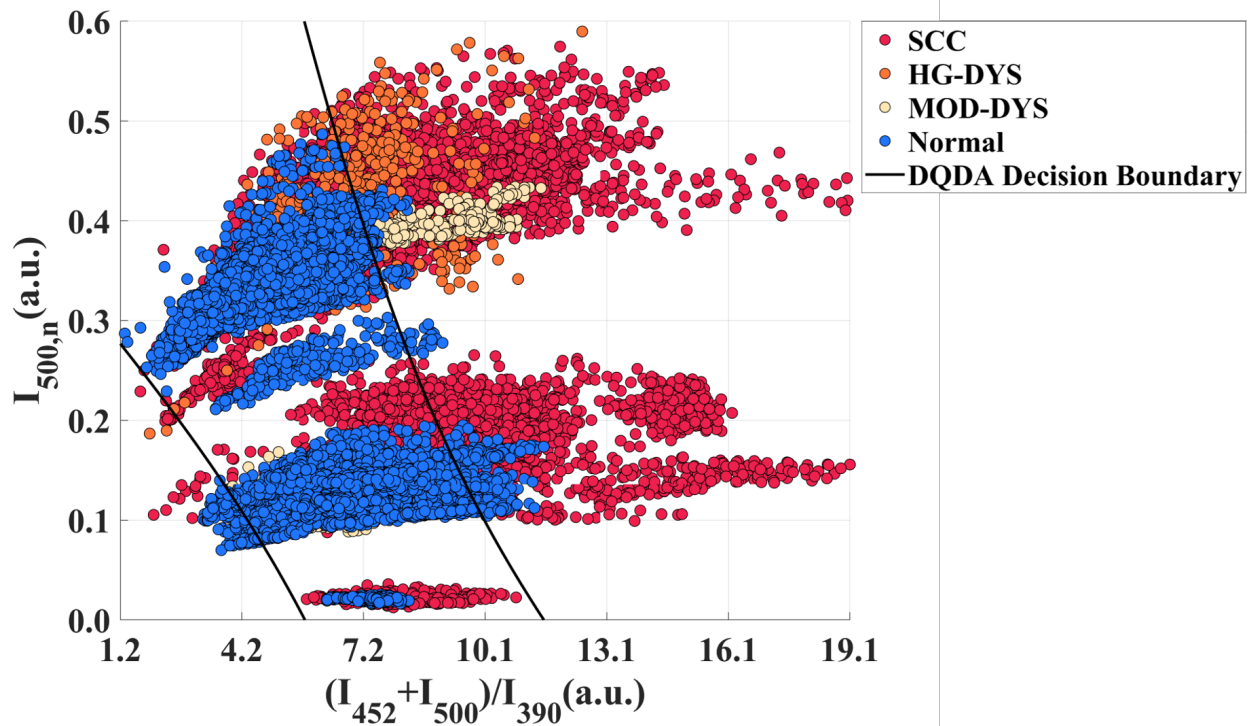 0.6
0.5
0.4
0.3
0.2
0.1
0.0
I500,n(a.u.)
1.2 4.2 7.2 10.1 13.1 16.1 19.1
(I452+I500)/I390(a.u.)
SCC
HG-DYS
MOD-DYS
Normal
DQDA Decision Boundary